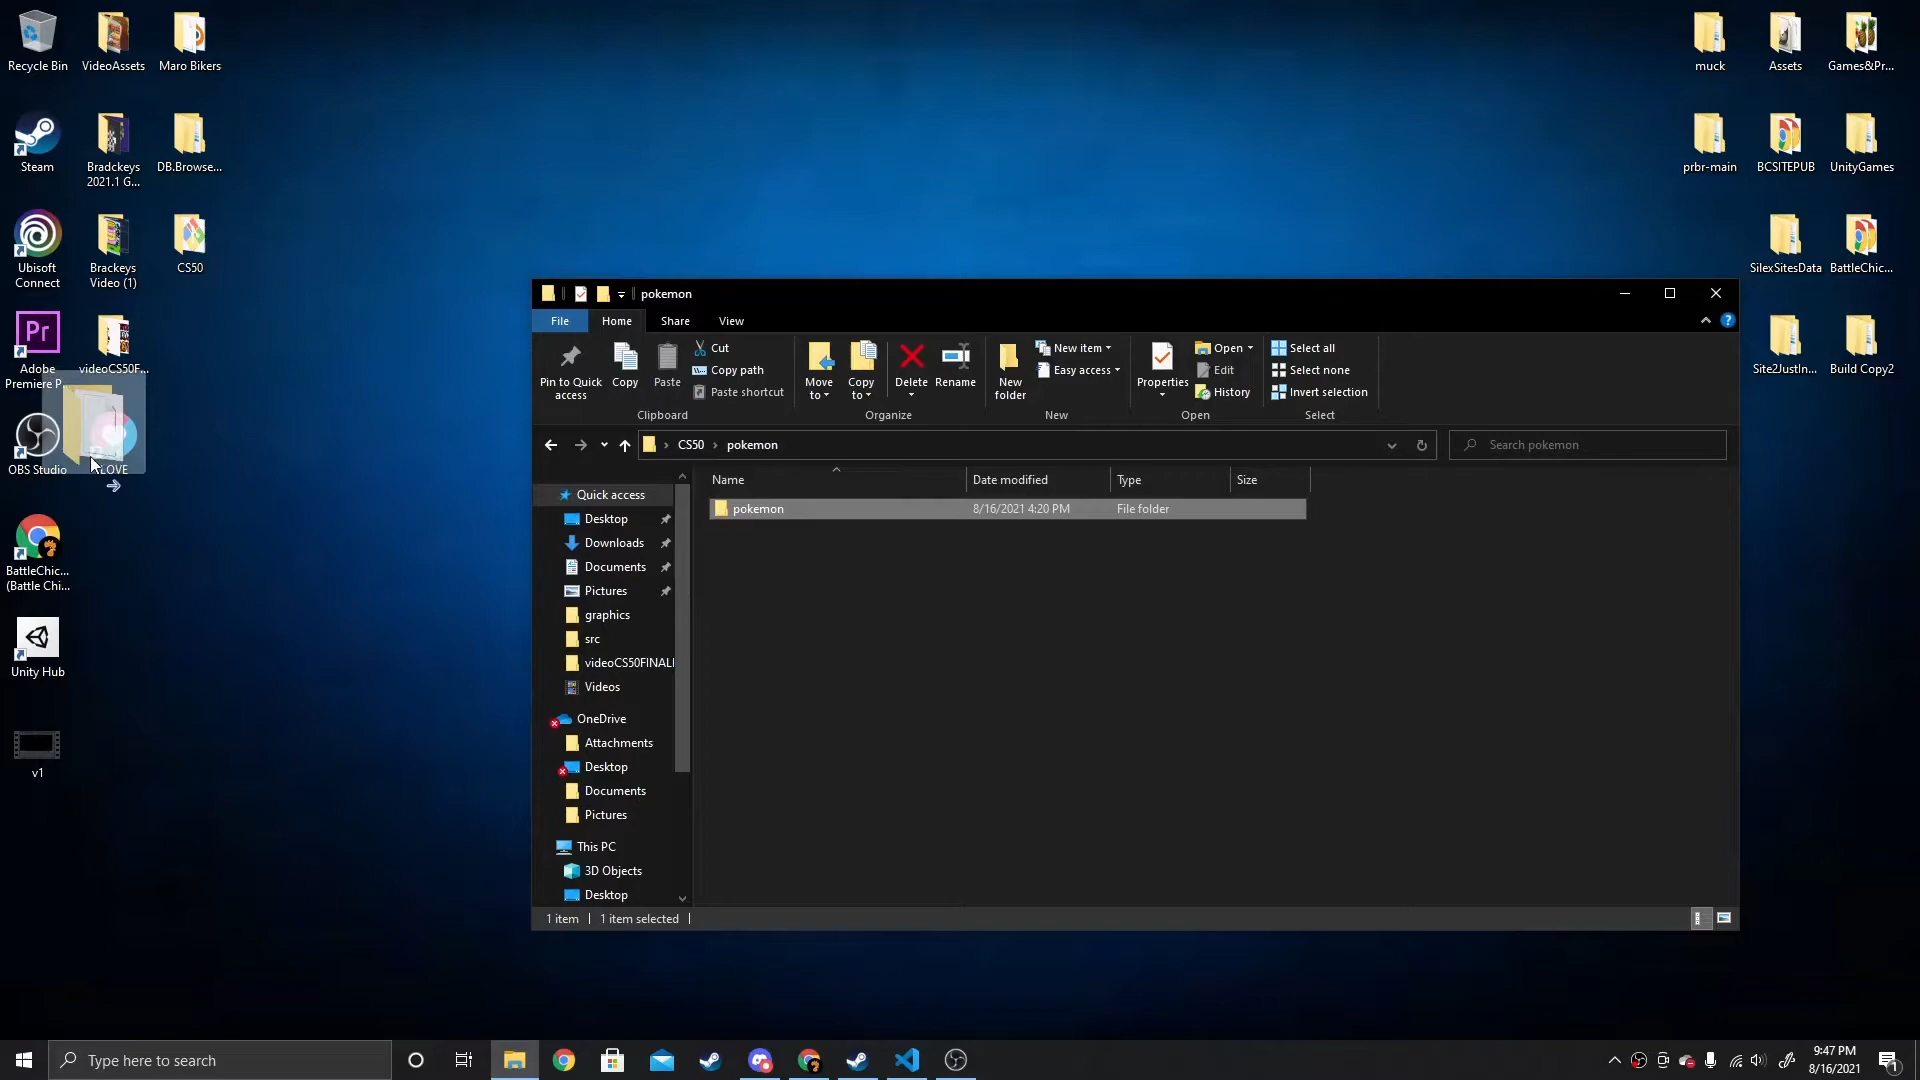 Recycle Bin
VideoAssets
Maro Bikers
Steam
Bradckeys
2021.1 G...
DB.Browse...
Ubisoft
Connect
Brackeys
Video (1)
CS50
Adobe
Premiere P...
videoCS50F...
OBS Studio
LOVE
BattleChic...
(Battle Chi...
Unity Hub
v1
muck
Assets
Games&Pr...
prbr-main
BCSITEPUB
UnityGames
SilexSitesData
BattleChic...
Site2JustIn...
Build Copy2
pokemon
File
Home
Share
View
Pin to Quick
access
Copy
Paste
Cut
Copy path
Paste shortcut
Clipboard
Move
to
Copy
to
Delete
Rename
Organize
New
folder
New item
Easy access
New
Properties
Open
Edit
History
Open
Select all
Select none
Invert selection
Select
CS50 › pokemon
Search pokemon
Name
Date modified
Type
Size
pokemon
8/16/2021 4:20 PM
File folder
Quick access
Desktop
Downloads
Documents
Pictures
graphics
src
videoCS50FINALI
Videos
OneDrive
Attachments
Desktop
Documents
Pictures
This PC
3D Objects
Desktop
1 item
1 item selected
Type here to search
9:47 PM
8/16/2021
1